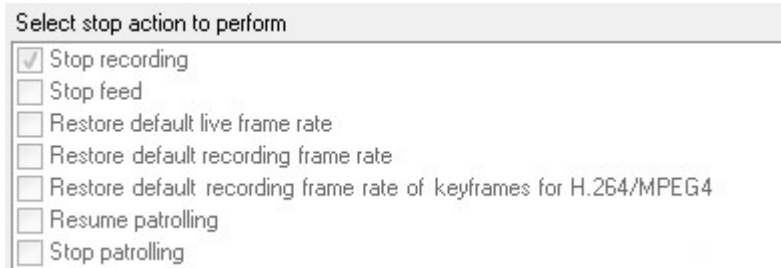 Select stop action to perform
Stop recording
Stop feed
Restore default live frame rate
Restore default recording frame rate
Restore default recording frame rate of keyframes for H.264/MPEG4
Resume patrolling
Stop patrolling